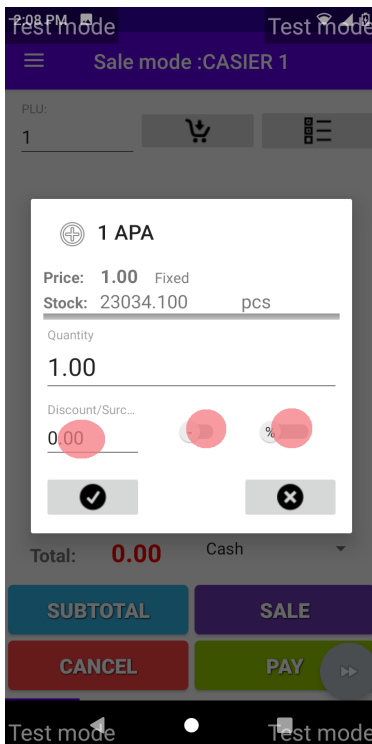 2:08 PM
Test mode
Test mode
Sale mode :CASIER 1
PLU:
1
1 APA
Price: 1.00 Fixed
Stock: 23034.100 pcs
Quantity
1.00
Discount/Surc...
0.00
-
%
Total: 0.00 Cash
SUBTOTAL
SALE
CANCEL
PAY
Test mode
Test mode